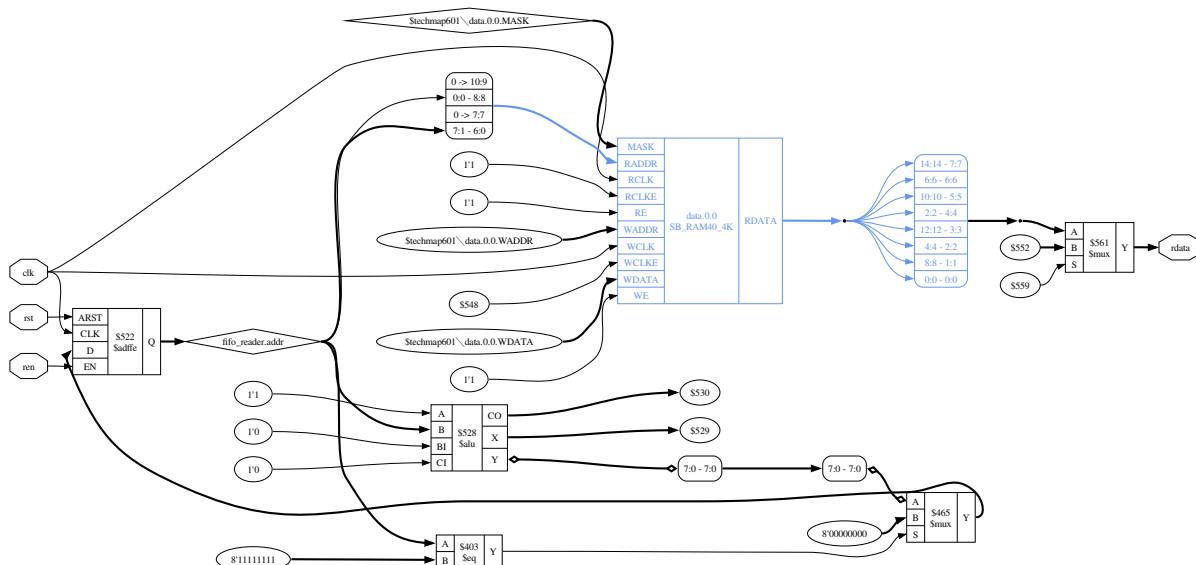 $techmap601\data.0.0.MASK
0 -> 10:9
0:0 - 8:8
0 -> 7:7
7:1 - 6:0
1'1
1'1
$techmap601\data.0.0.WADDR
$548
$techmap601\data.0.0.WDATA
1'1
MASK
RADDR
RCLK
RCLKE
RE
WADDR
WCLK
WCLKE
WDATA
WE
data.0.0
SB_RAM40_4K
RDATA
14:14 - 7:7
6:6 - 6:6
10:10 - 5:5
2:2 - 4:4
12:12 - 3:3
4:4 - 2:2
8:8 - 1:1
0:0 - 0:0
$552
$559
A
B
S
$561
$mux
Y
rdata
clk
rst
ren
ARST
CLK
D
EN
$522
$adffe
Q
fifo_reader.addr
1'1
1'0
1'0
A
B
BI
CI
$528
$alu
CO
X
Y
$530
$529
7:0 - 7:0
7:0 - 7:0
8'00000000
A
B
S
$465
$mux
Y
8'11111111
A
B
$403
$eq
Y